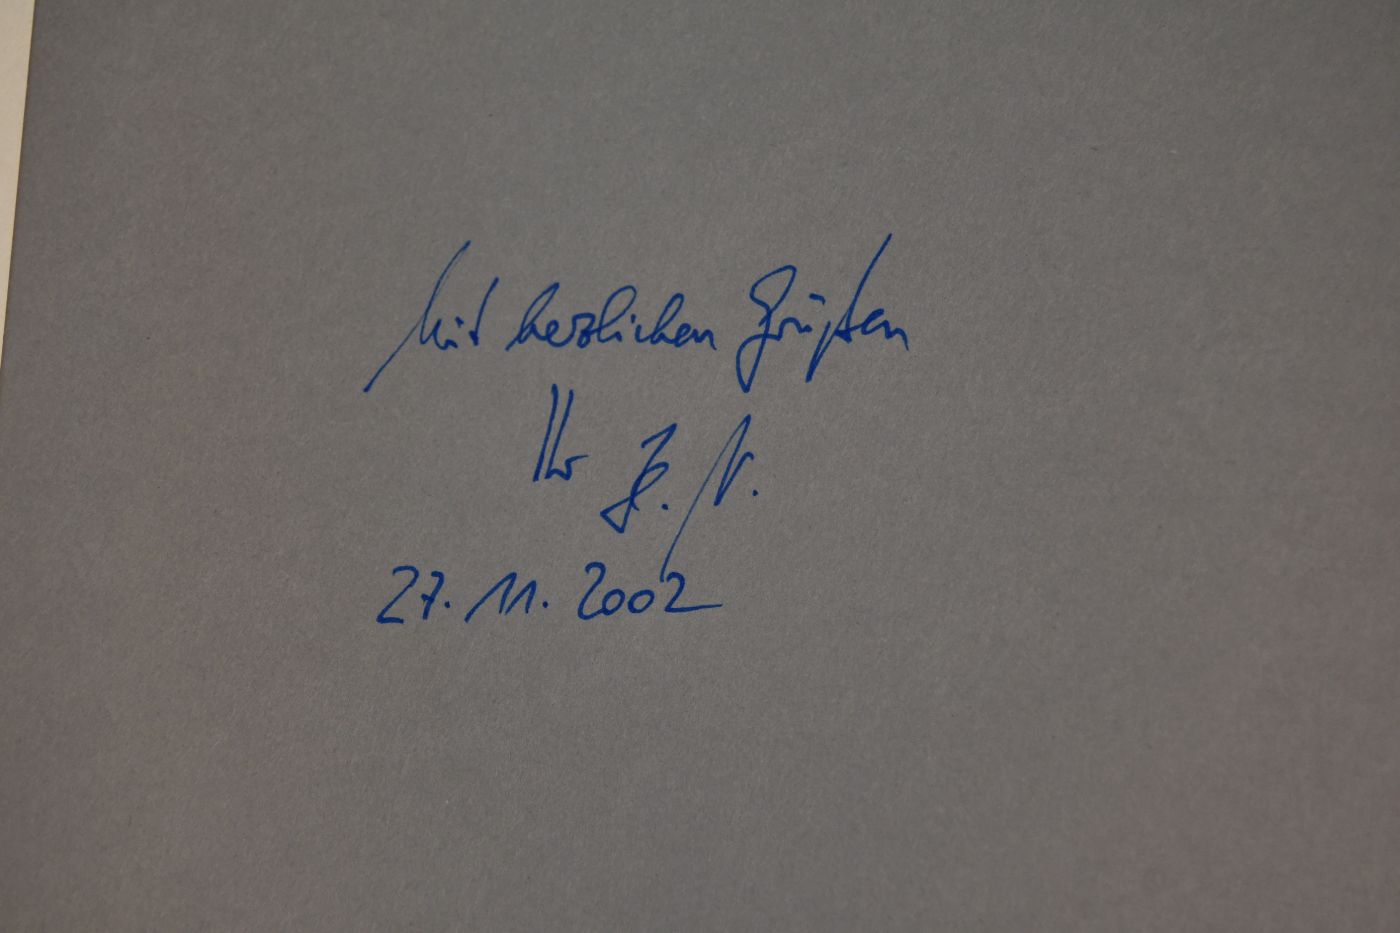 Mit herzlichen Grüßen
Ihr
27. 11. 2002